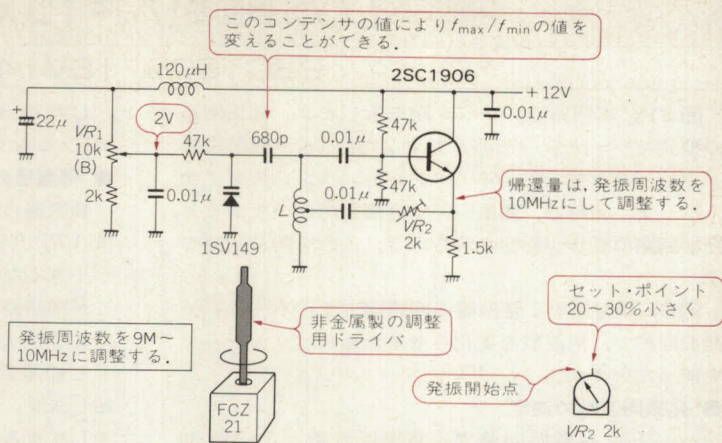 このコンデンサの値によりfmax/fminの値を
変えることができる.
120μH
2SC1906
+12V
22μ
VR1
10k
(B)
2V
47k
680p
0.01μ
47k
0.01μ
2k
0.01μ
0.01μ
47k
帰還量は,発振周波数を
10MHzにして調整する.
L
VR2
2k
1.5k
1SV149
セット・ポイント
20〜30%小さく
非金属製の調整
用ドライバ
発振周波数を9M〜
10MHzに調整する.
発振開始点
FCZ
21
VR2 2k